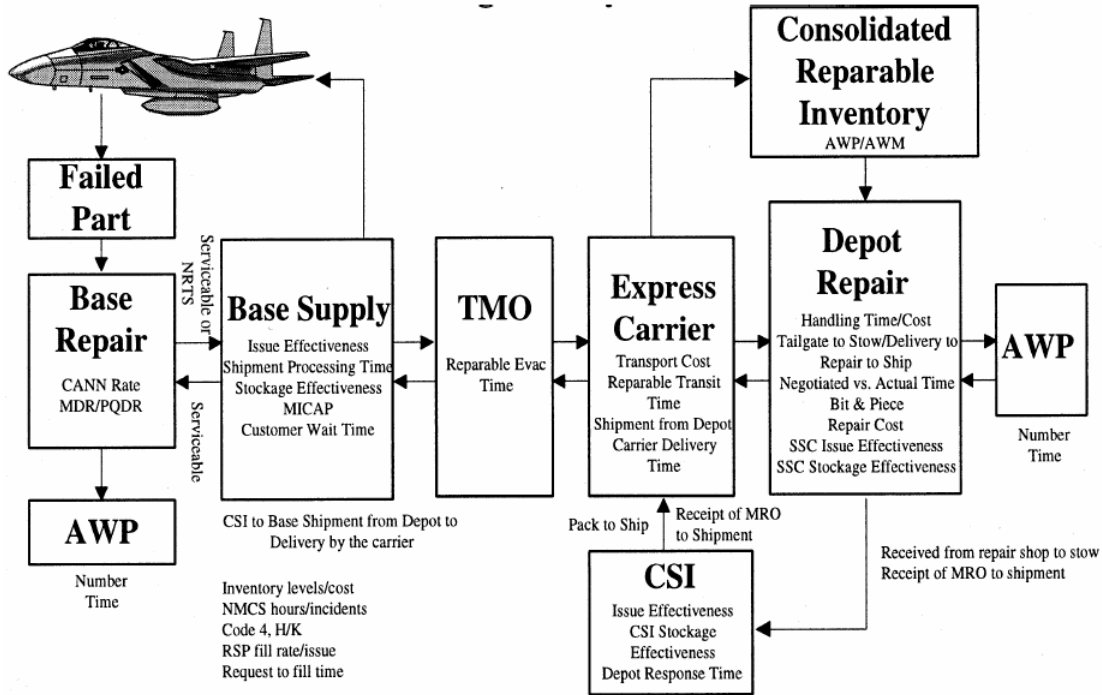 Consolidated
Reparable
Inventory
AWP/AWM
Failed
Part
Base
Repair
CANN Rate
MDR/PQDR
AWP
Number
Time
Serviceable or
NRTS
Serviceable
Base Supply
Issue Effectiveness
Shipment Processing Time
Stockage Effectiveness
MICAP
Customer Wait Time
CSI to Base Shipment from Depot to
Delivery by the carrier
Inventory levels/cost
NMCS hours/incidents
Code 4, H/K
RSP fill rate/issue
Request to fill time
TMO
Reparable Evac
Time
Express
Carrier
Transport Cost
Reparable Transit
Time
Shipment from Depot
Carrier Delivery
Time
Pack to Ship
Receipt of MRO
to Shipment
CSI
Issue Effectiveness
CSI Stockage
Effectiveness
Depot Response Time
Depot
Repair
Handling Time/Cost
Tailgate to Stow/Delivery to
Repair to Ship
Negotiated vs. Actual Time
Bit & Piece
Repair Cost
SSC Issue Effectiveness
SSC Stockage Effectiveness
AWP
Number
Time
Received from repair shop to stow
Receipt of MRO to shipment